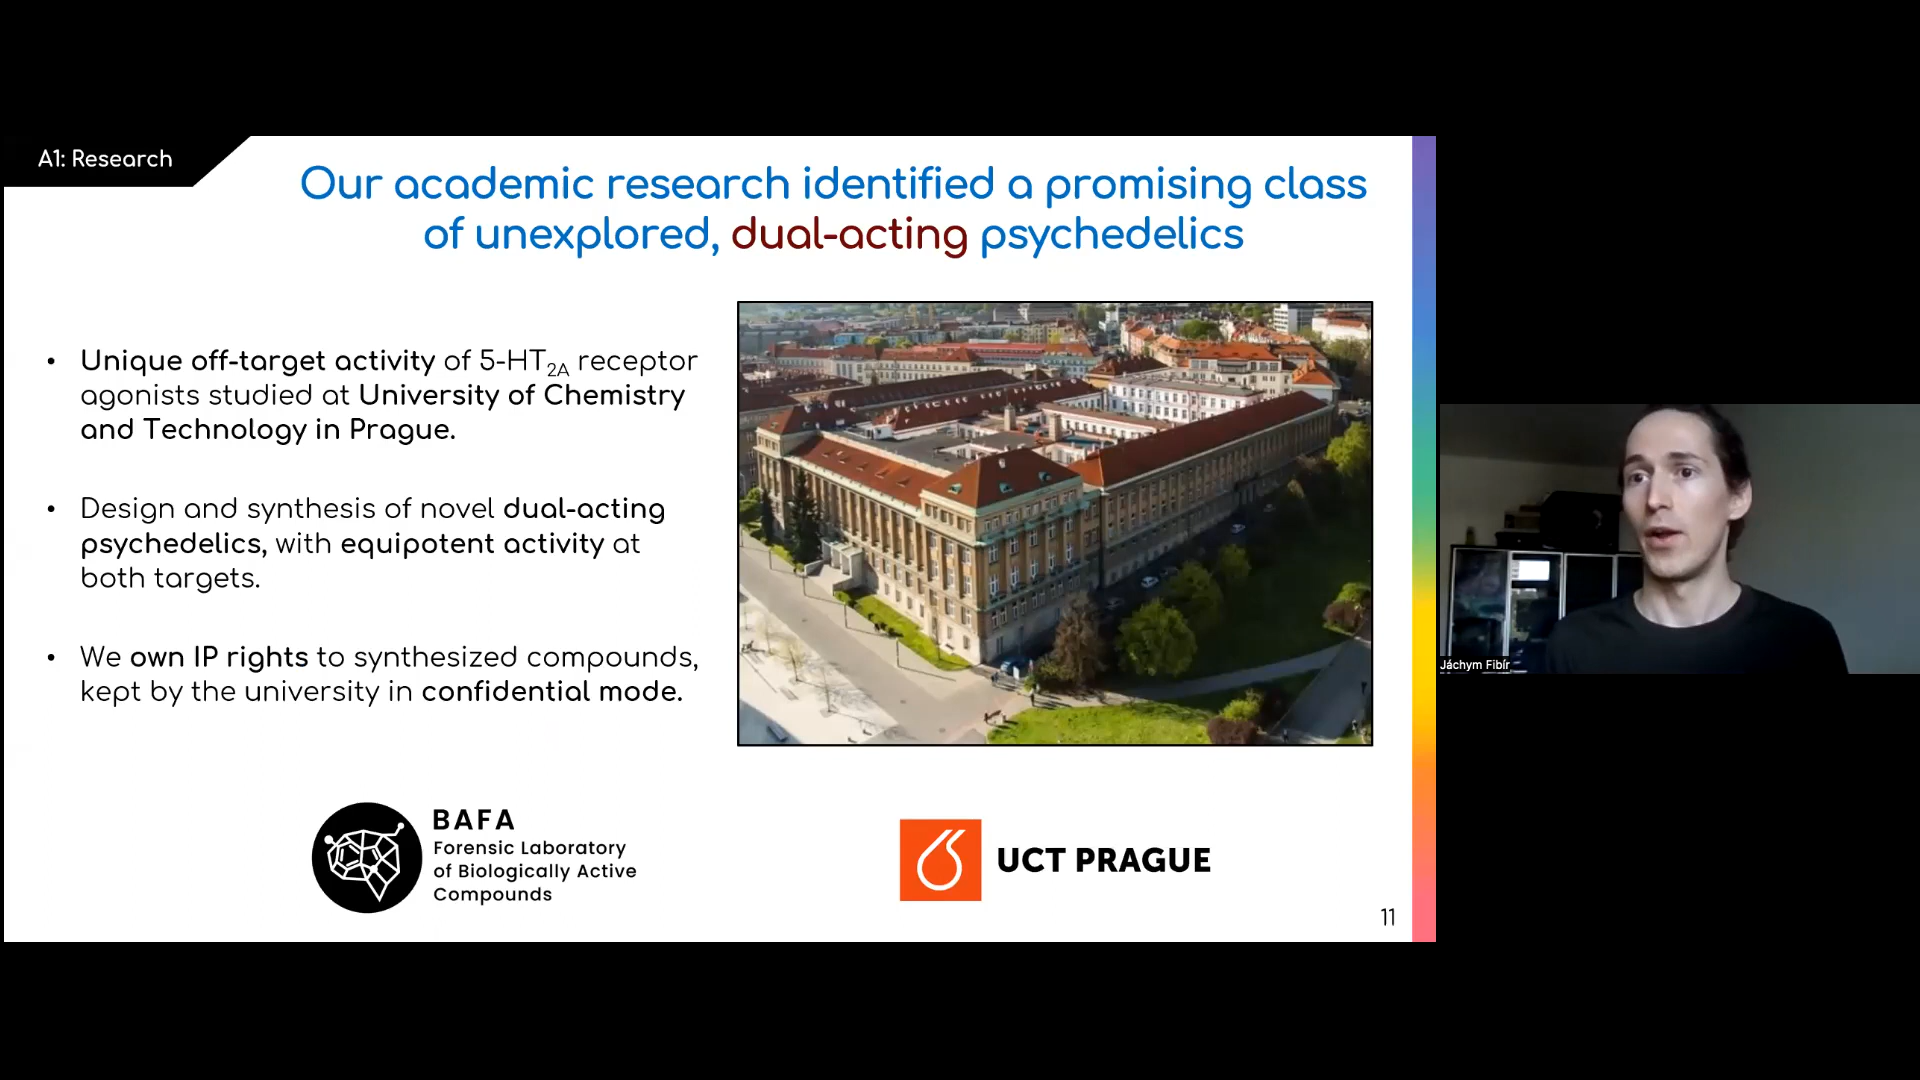 A1: Research
Our academic research identified a promising class
of unexplored, dual-acting psychedelics
• Unique off-target activity of 5-HT2A receptor
agonists studied at University of Chemistry
and Technology in Prague.
• Design and synthesis of novel dual-acting
psychedelics, with equipotent activity at
both targets.
• We own IP rights to synthesized compounds,
kept by the university in confidential mode.
BAFA
Forensic Laboratory
of Biologically Active
Compounds
UCT PRAGUE
11
Jáchym Fibír